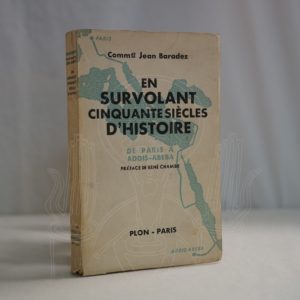 PARIS
Commt Jean Baradez
EN
SURVOLANT
CINQUANTE SIÈCLES
D'HISTOIRE
DE PARIS A
ADDIS-ABEBA
PRÉFACE DE RENÉ CHAMBE
PLON - PARIS
ADDIS-ABEBA